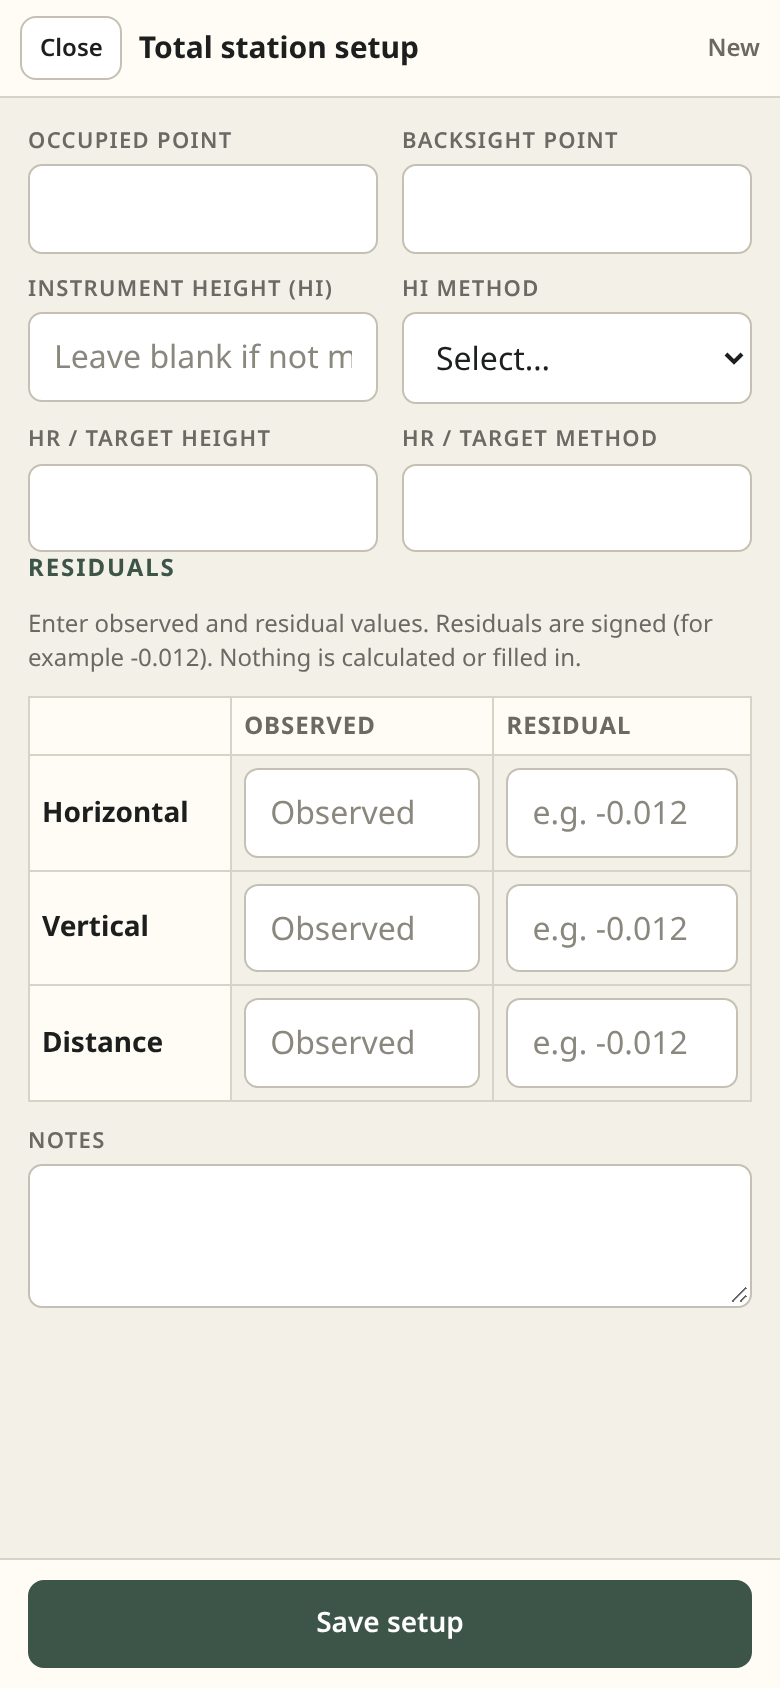 Close Total station setup New
OCCUPIED POINT BACKSIGHT POINT
INSTRUMENT HEIGHT (HI) HI METHOD
Leave blank if not m Select...
HR / TARGET HEIGHT HR / TARGET METHOD
RESIDUALS
Enter observed and residual values. Residuals are signed (for
example -0.012). Nothing is calculated or filled in.
OBSERVED RESIDUAL
Horizontal Observed e.g. -0.012
Vertical Observed e.g. -0.012
Distance Observed e.g. -0.012
NOTES
Save setup